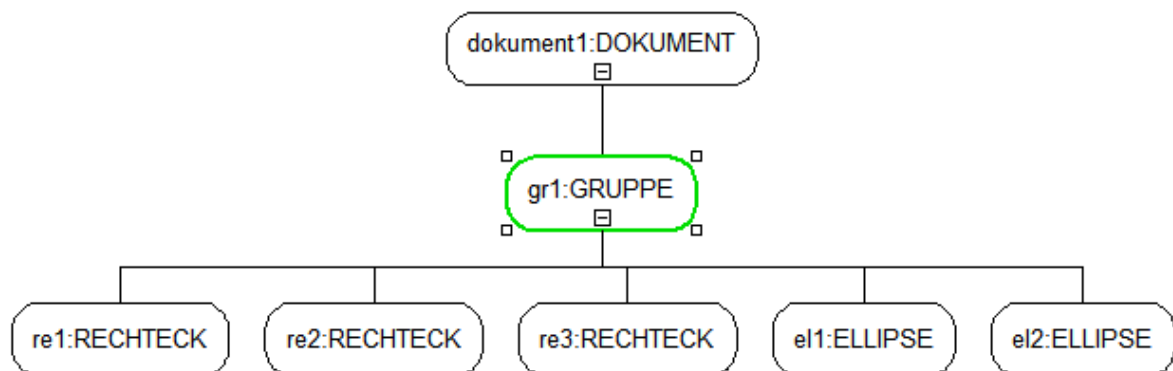 dokument1:DOKUMENT
gr1:GRUPPE
re1:RECHTECK
re2:RECHTECK
re3:RECHTECK
el1:ELLIPSE
el2:ELLIPSE